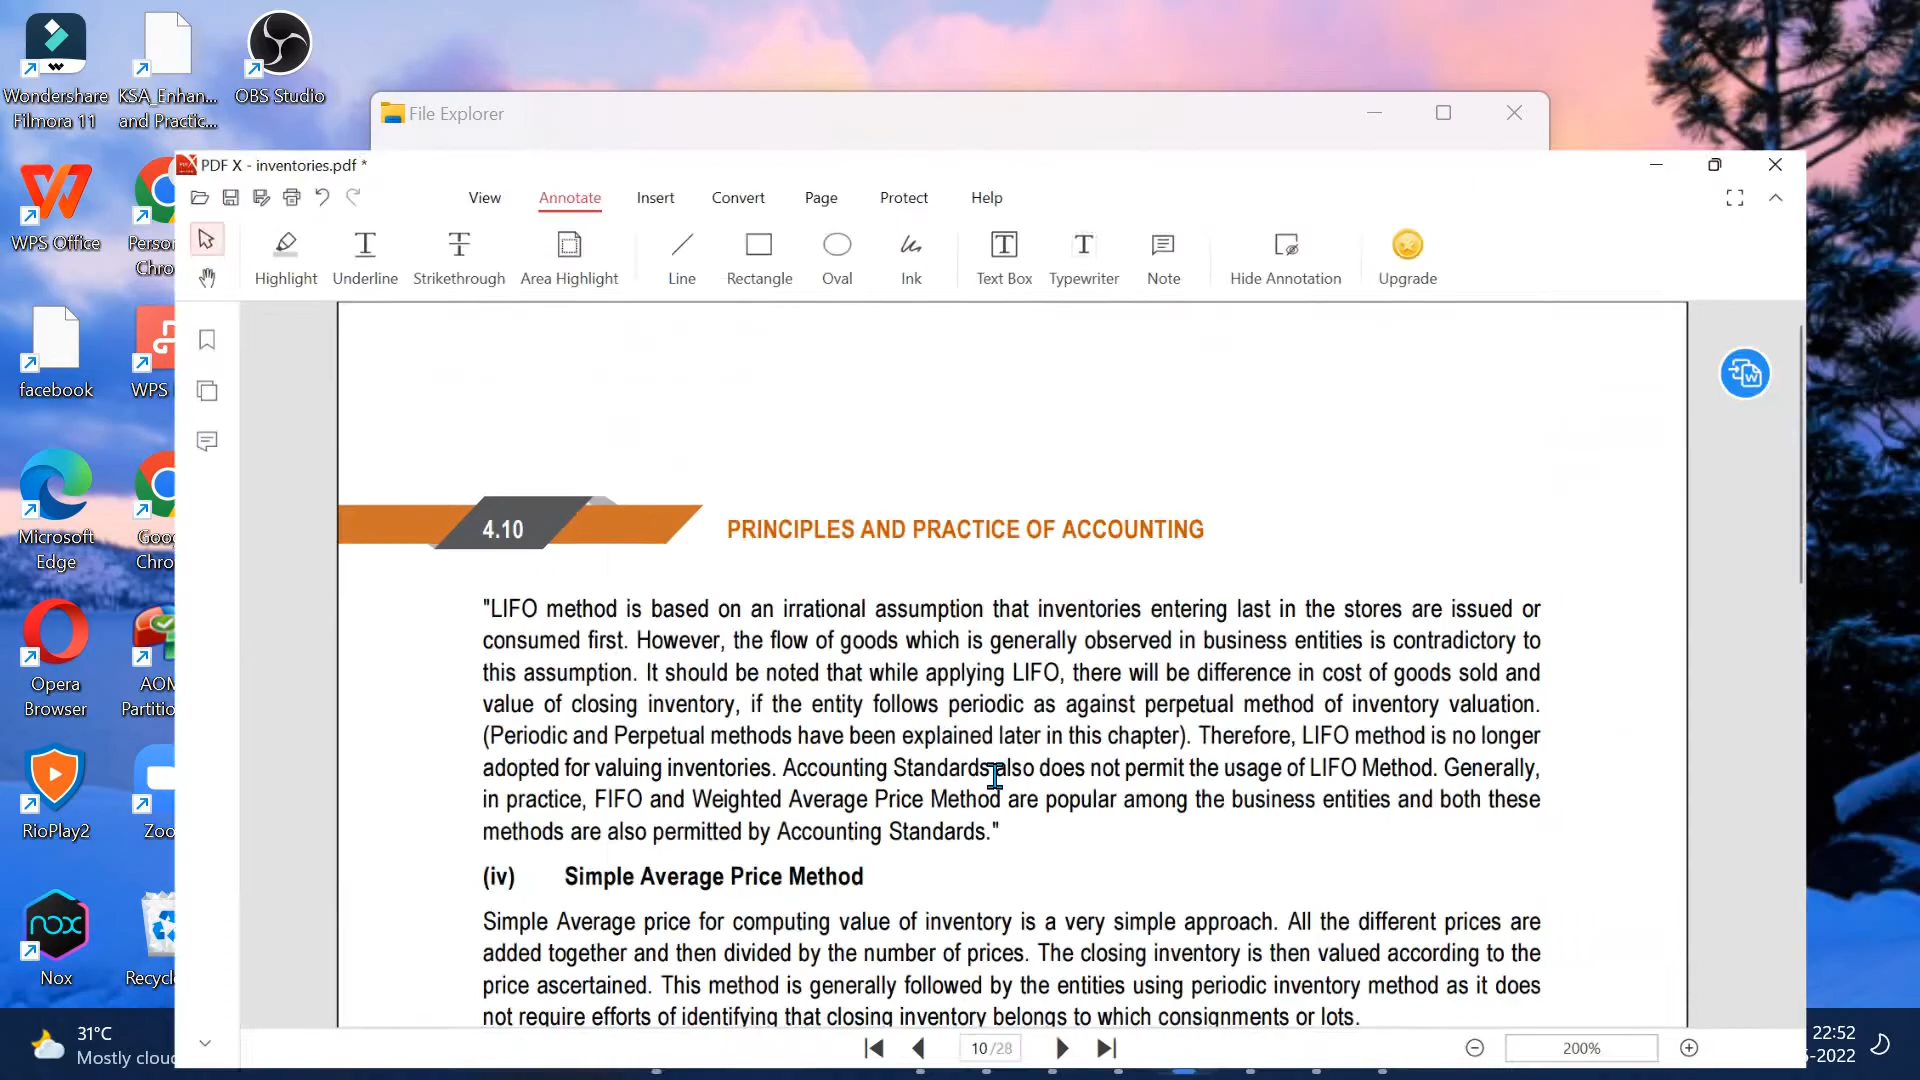 Wondershare
Filmora 11
KSA_Enhan...
and Practic...
OBS Studio
File Explorer
PDF X - inventories.pdf *
View Annotate Insert Convert Page Protect Help
Highlight Underline Strikethrough Area Highlight Line Rectangle Oval Ink Text Box Typewriter Note Hide Annotation Upgrade
WPS Office
Person
Chro
facebook
WPS
Microsoft
Edge
Goo
Chro
Opera
Browser
AOM
Partitio
RioPlay2
Zoo
nox
Nox
Recycl
4.10 PRINCIPLES AND PRACTICE OF ACCOUNTING
"LIFO method is based on an irrational assumption that inventories entering last in the stores are issued or
consumed first. However, the flow of goods which is generally observed in business entities is contradictory to
this assumption. It should be noted that while applying LIFO, there will be difference in cost of goods sold and
value of closing inventory, if the entity follows periodic as against perpetual method of inventory valuation.
(Periodic and Perpetual methods have been explained later in this chapter). Therefore, LIFO method is no longer
adopted for valuing inventories. Accounting Standards also does not permit the usage of LIFO Method. Generally,
in practice, FIFO and Weighted Average Price Method are popular among the business entities and both these
methods are also permitted by Accounting Standards."
(iv) Simple Average Price Method
Simple Average price for computing value of inventory is a very simple approach. All the different prices are
added together and then divided by the number of prices. The closing inventory is then valued according to the
price ascertained. This method is generally followed by the entities using periodic inventory method as it does
not require efforts of identifying that closing inventory belongs to which consignments or lots.
10 /28
200%
31°C
Mostly cloud
22:52
-2022